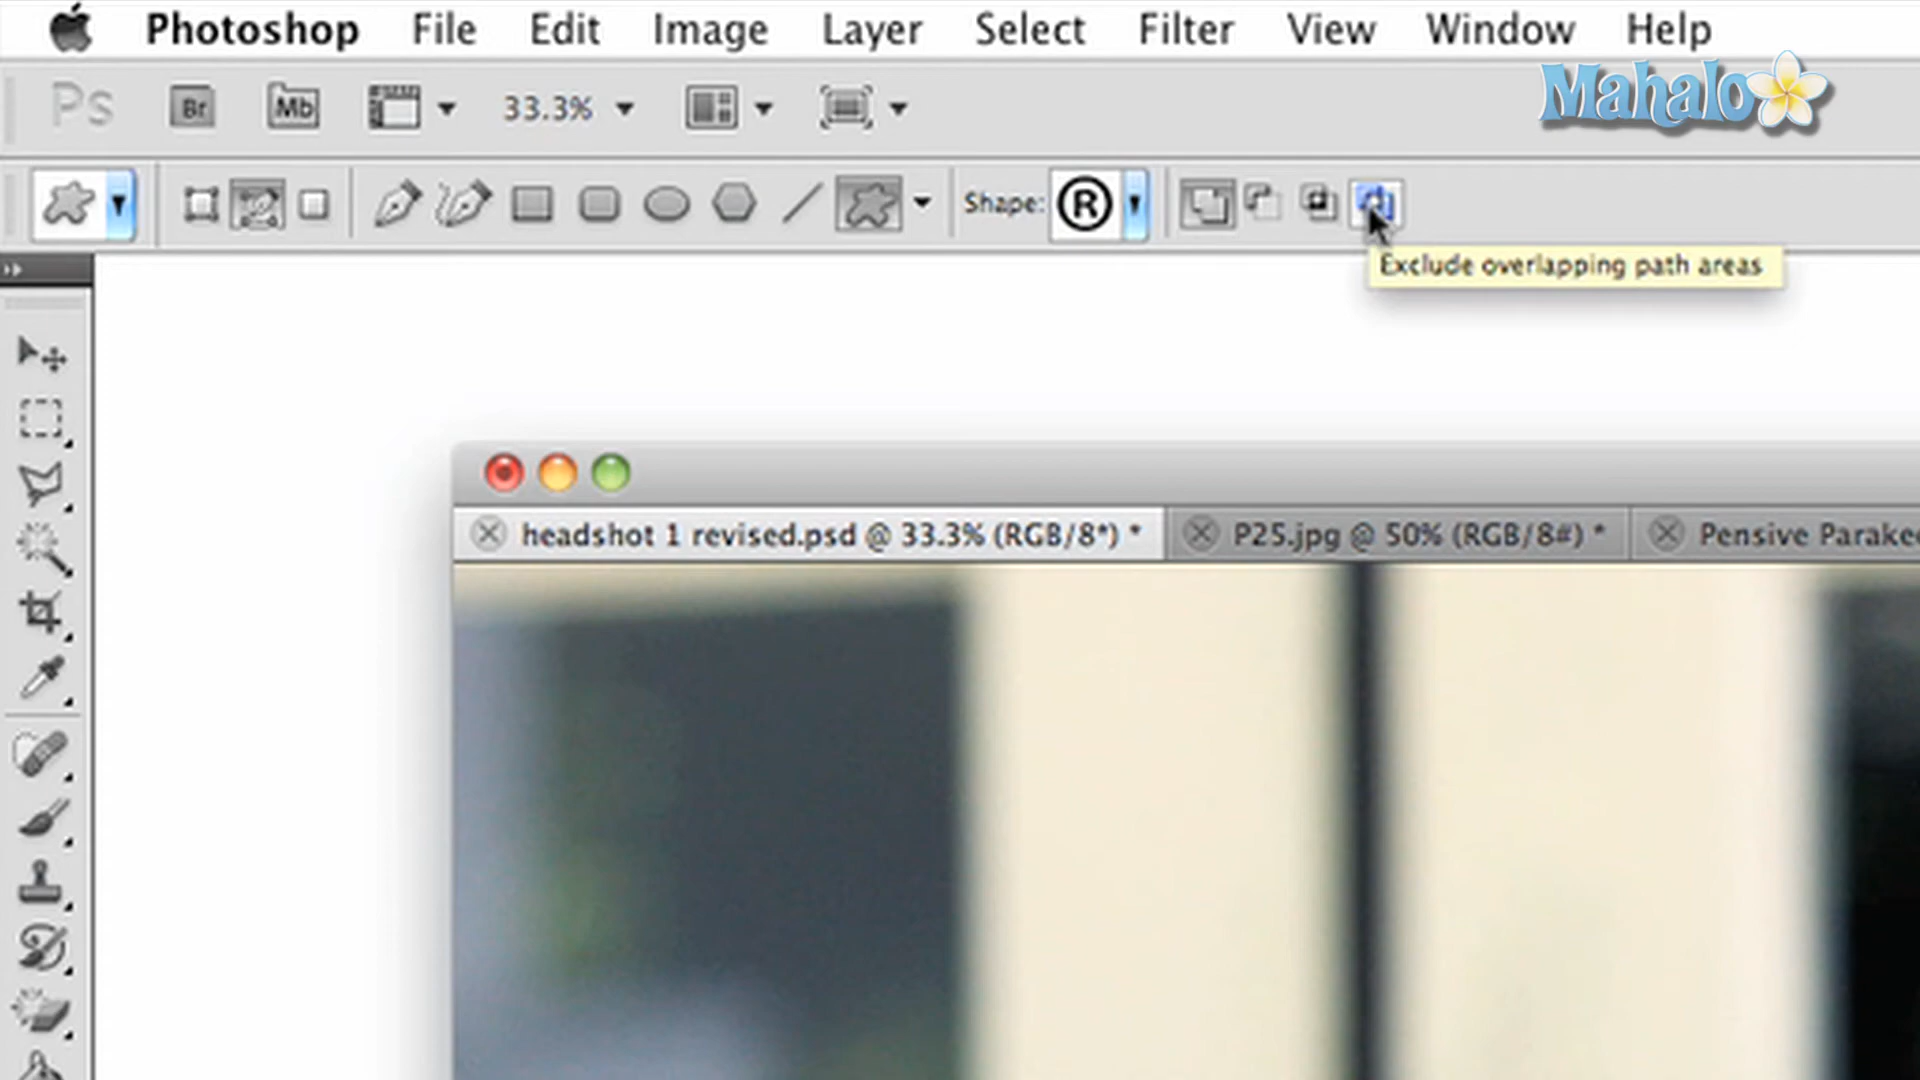 Photoshop File Edit Image Layer Select Filter View Window Help
Mahalo
Ps Br Mb 33.3%
Shape: ®
Exclude overlapping path areas
headshot 1 revised.psd @ 33.3% (RGB/8*) * P25.jpg @ 50% (RGB/8#) * Pensive Parakee